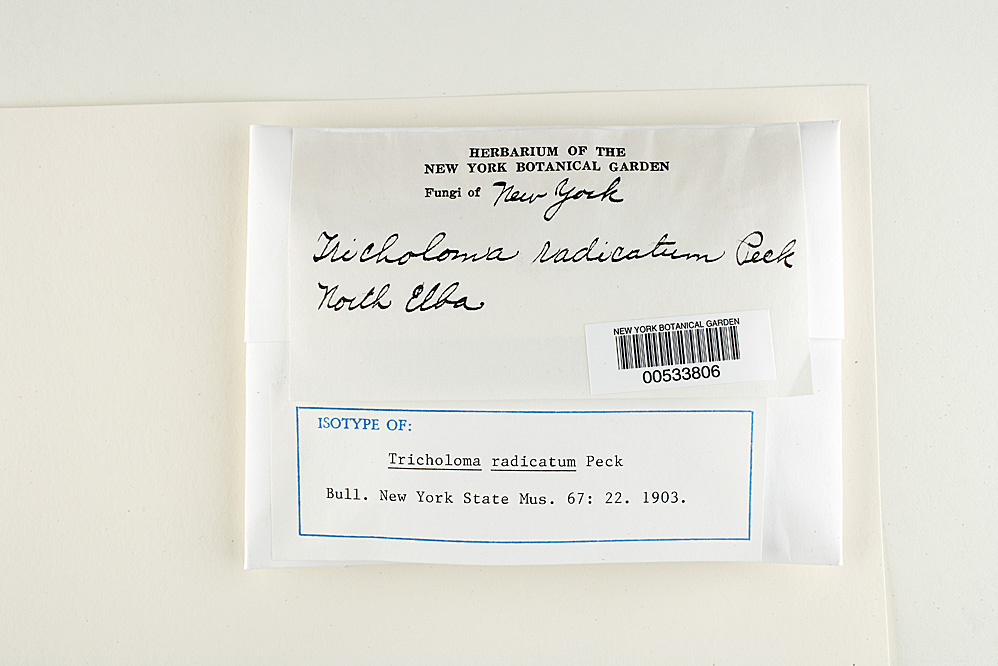 HERBARIUM OF THE
NEW YORK BOTANICAL GARDEN
Fungi of New York
Tricholoma radicatum Peck
North Elba
NEW YORK BOTANICAL GARDEN
00533806
ISOTYPE OF:
Tricholoma radicatum Peck
Bull. New York State Mus. 67: 22. 1903.